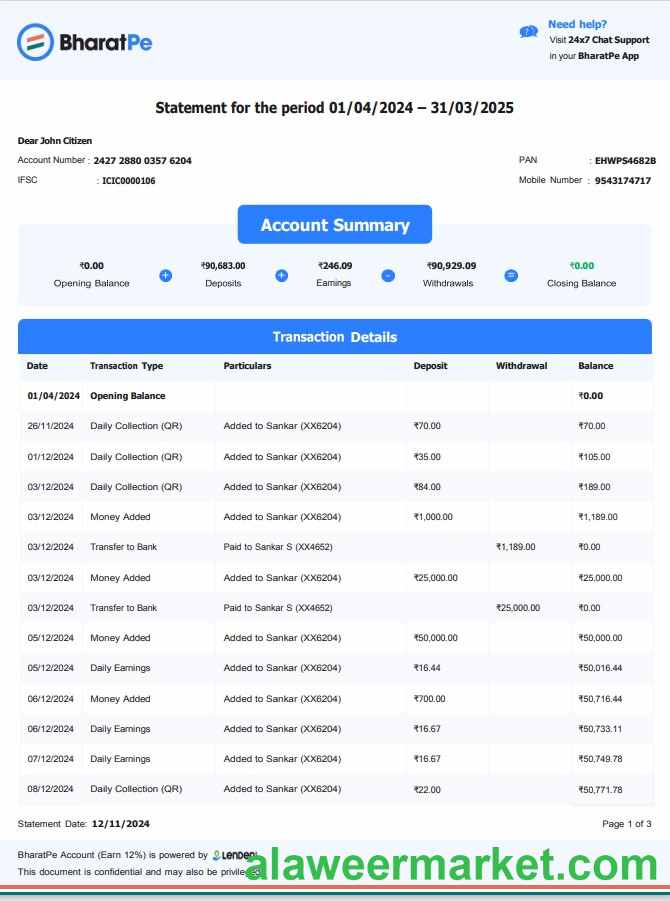 BharatPe
Need help?
Visit 24x7 Chat Support
in your BharatPe App
Statement for the period 01/04/2024 – 31/03/2025
Dear John Citizen
Account Number : 2427 2880 0357 6204
PAN : EHWPS4682B
IFSC : ICIC0000106
Mobile Number : 9543174717
Account Summary
₹0.00 + ₹90,683.00 + ₹246.09 - ₹90,929.09 = ₹0.00
Opening Balance Deposits Earnings Withdrawals Closing Balance
Transaction Details
Date Transaction Type Particulars Deposit Withdrawal Balance
01/04/2024 Opening Balance ₹0.00
26/11/2024 Daily Collection (QR) Added to Sankar (XX6204) ₹70.00 ₹70.00
01/12/2024 Daily Collection (QR) Added to Sankar (XX6204) ₹35.00 ₹105.00
03/12/2024 Daily Collection (QR) Added to Sankar (XX6204) ₹84.00 ₹189.00
03/12/2024 Money Added Added to Sankar (XX6204) ₹1,000.00 ₹1,189.00
03/12/2024 Transfer to Bank Paid to Sankar S (XX4652) ₹1,189.00 ₹0.00
03/12/2024 Money Added Added to Sankar (XX6204) ₹25,000.00 ₹25,000.00
03/12/2024 Transfer to Bank Paid to Sankar S (XX4652) ₹25,000.00 ₹0.00
05/12/2024 Money Added Added to Sankar (XX6204) ₹50,000.00 ₹50,000.00
05/12/2024 Daily Earnings Added to Sankar (XX6204) ₹16.44 ₹50,016.44
06/12/2024 Money Added Added to Sankar (XX6204) ₹700.00 ₹50,716.44
06/12/2024 Daily Earnings Added to Sankar (XX6204) ₹16.67 ₹50,733.11
07/12/2024 Daily Earnings Added to Sankar (XX6204) ₹16.67 ₹50,749.78
08/12/2024 Daily Collection (QR) Added to Sankar (XX6204) ₹22.00 ₹50,771.78
Statement Date: 12/11/2024
Page 1 of 3
BharatPe Account (Earn 12%) is powered by
This document is confidential and may also be
alaweermarket.com